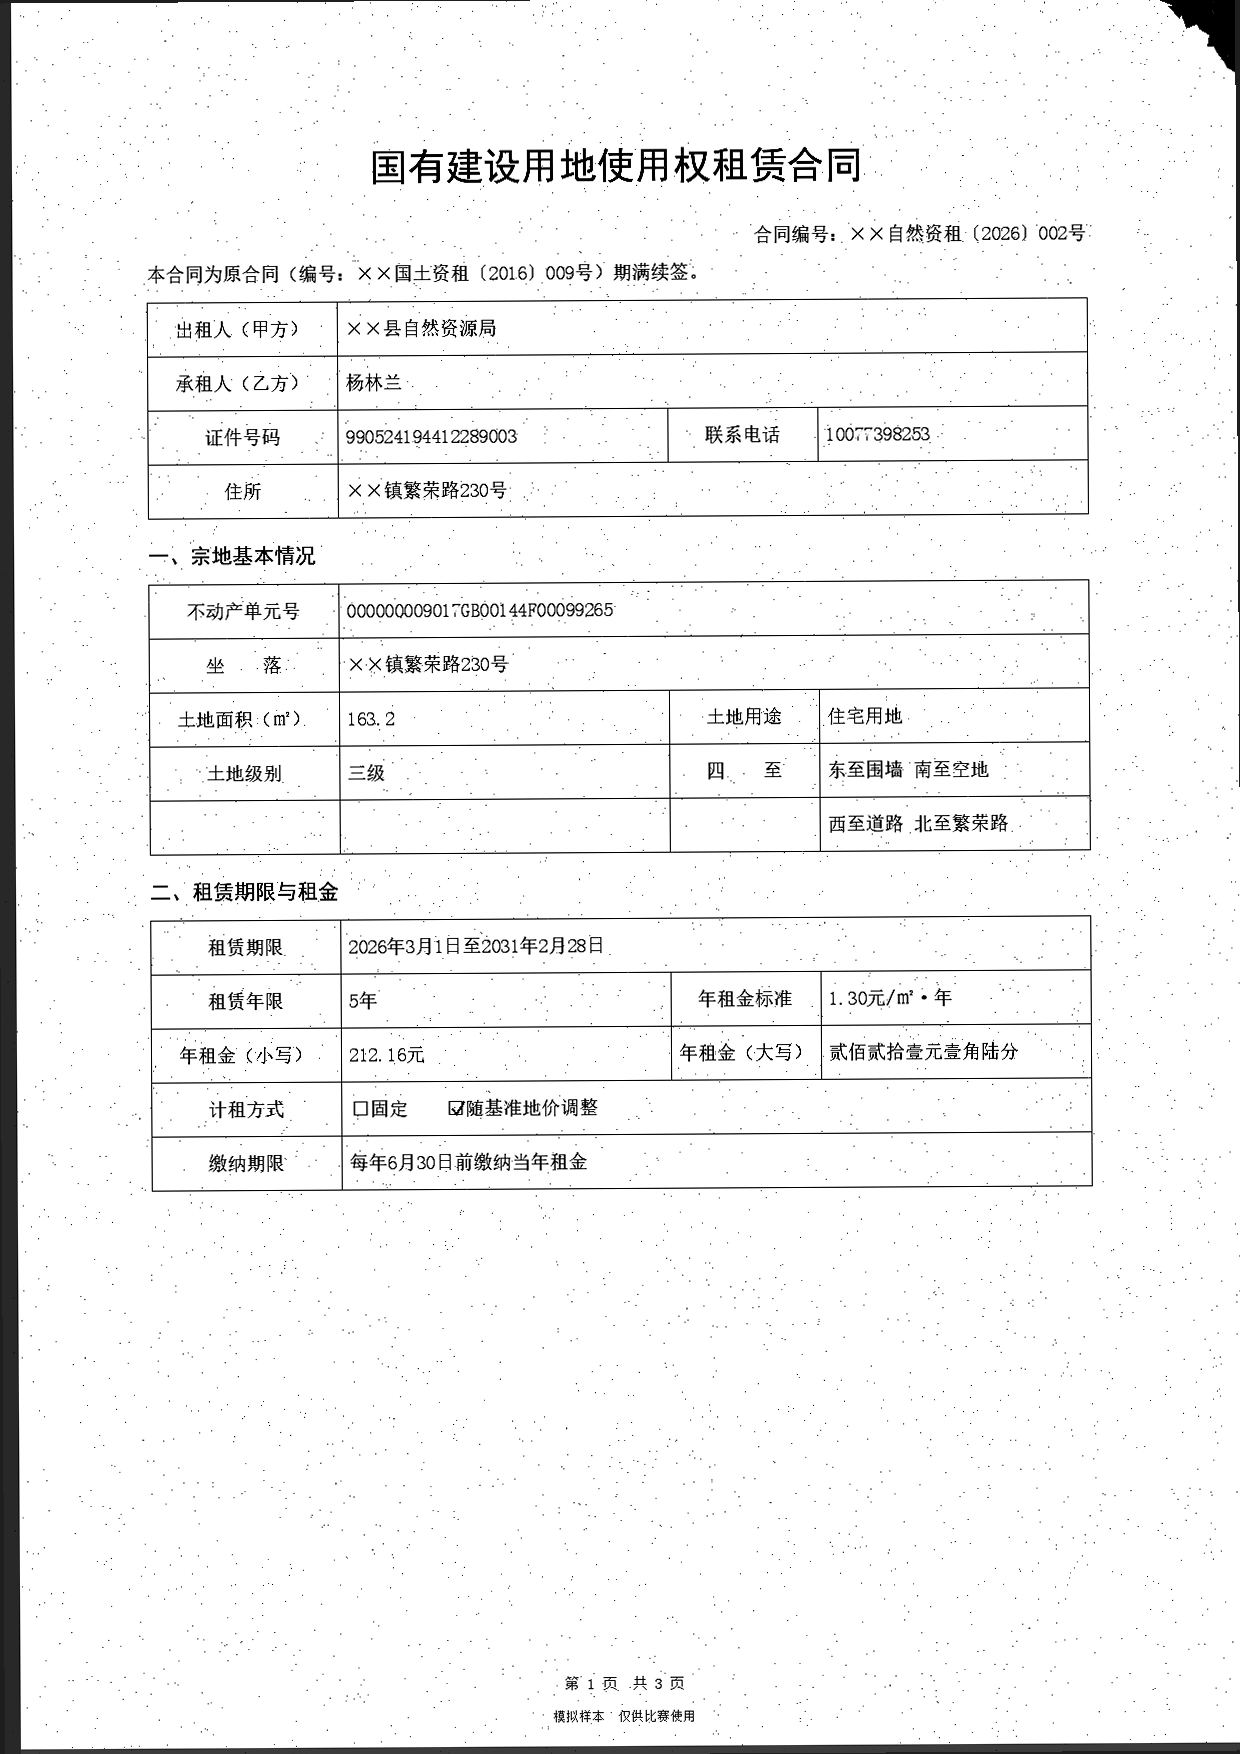 国有建设用地使用权租赁合同
合同编号：××自然资租〔2026〕002号
本合同为原合同（编号：××国土资租〔2016〕009号）期满续签。
出租人（甲方） ××县自然资源局
承租人（乙方） 杨林兰
证件号码 990524194412289003 联系电话 10077398253
住所 ××镇繁荣路230号
一、宗地基本情况
不动产单元号 000000009017GB00144F00099265
坐 落 ××镇繁荣路230号
土地面积（㎡） 163.2 土地用途 住宅用地
土地级别 三级 四 至 东至围墙 南至空地
西至道路 北至繁荣路
二、租赁期限与租金
租赁期限 2026年3月1日至2031年2月28日
租赁年限 5年 年租金标准 1.30元/㎡·年
年租金（小写） 212.16元 年租金（大写） 贰佰贰拾壹元壹角陆分
计租方式 □固定 ☑随基准地价调整
缴纳期限 每年6月30日前缴纳当年租金
第 1 页 共 3 页
模拟样本 仅供比赛使用